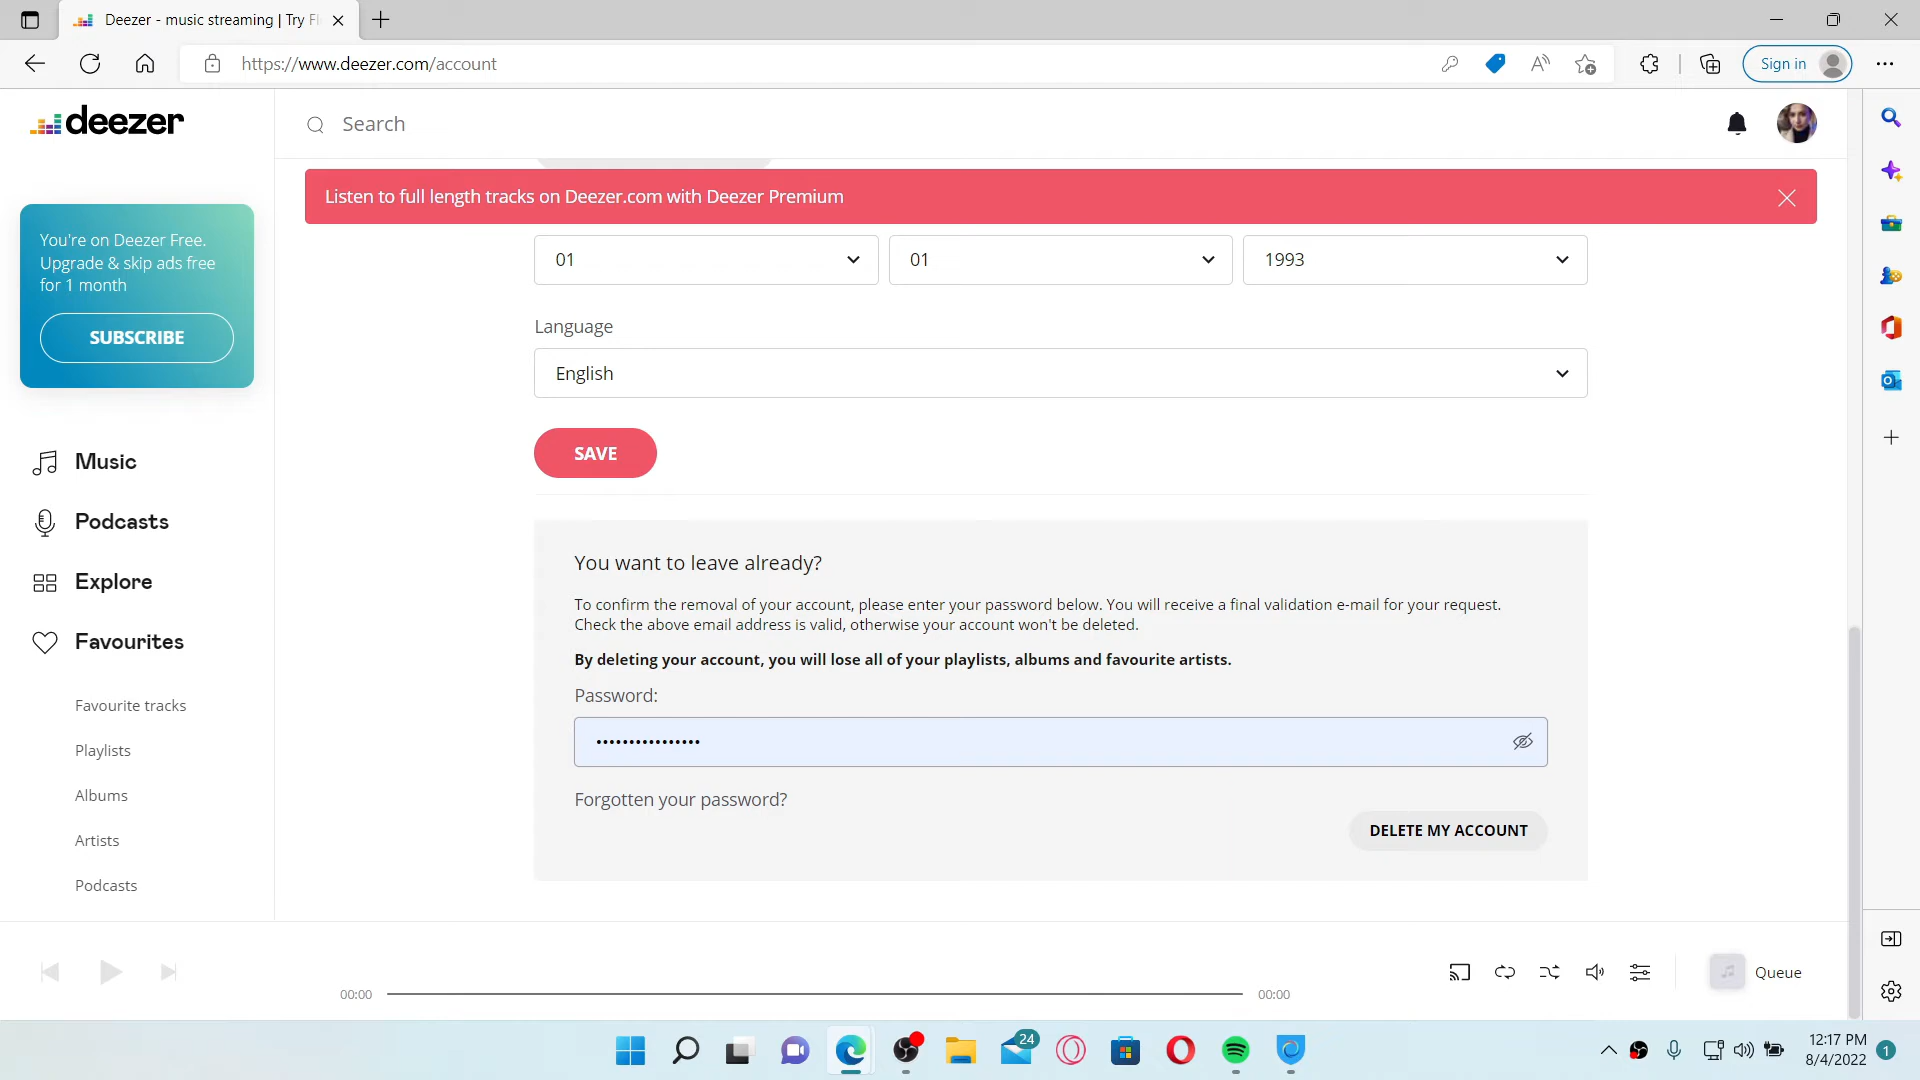 Deezer - music streaming | Try Fl
https://www.deezer.com/account
Sign in
deezer
Search
Listen to full length tracks on Deezer.com with Deezer Premium
You're on Deezer Free.
Upgrade & skip ads free
for 1 month
SUBSCRIBE
01
01
1993
Language
English
SAVE
Music
Podcasts
Explore
Favourites
Favourite tracks
Playlists
Albums
Artists
Podcasts
You want to leave already?
To confirm the removal of your account, please enter your password below. You will receive a final validation e-mail for your request.
Check the above email address is valid, otherwise your account won't be deleted.
By deleting your account, you will lose all of your playlists, albums and favourite artists.
Password:
••••••••••••••••
Forgotten your password?
DELETE MY ACCOUNT
00:00
00:00
Queue
24
12:17 PM
8/4/2022
1